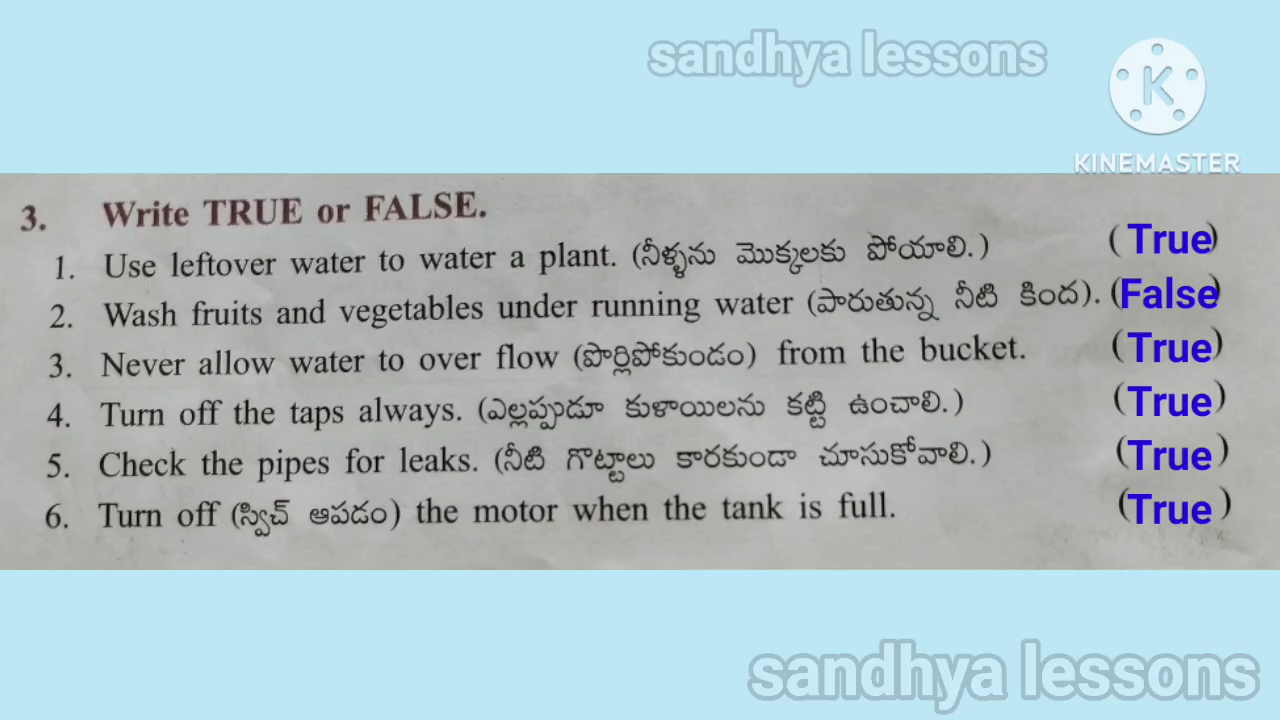 sandhya lessons
KINEMASTER
3. Write TRUE or FALSE.
1. Use leftover water to water a plant. (నీళ్ళను మొక్కలకు పోయాలి.) ( True)
2. Wash fruits and vegetables under running water (పారుతున్న నీటి కింద). (False)
3. Never allow water to over flow (పొర్లిపోకుండం) from the bucket. (True)
4. Turn off the taps always. (ఎల్లప్పుడూ కుళాయిలను కట్టి ఉంచాలి.) (True)
5. Check the pipes for leaks. (నీటి గొట్టాలు కారకుండా చూసుకోవాలి.) (True)
6. Turn off (స్విచ్ ఆపడం) the motor when the tank is full. (True)
sandhya lessons